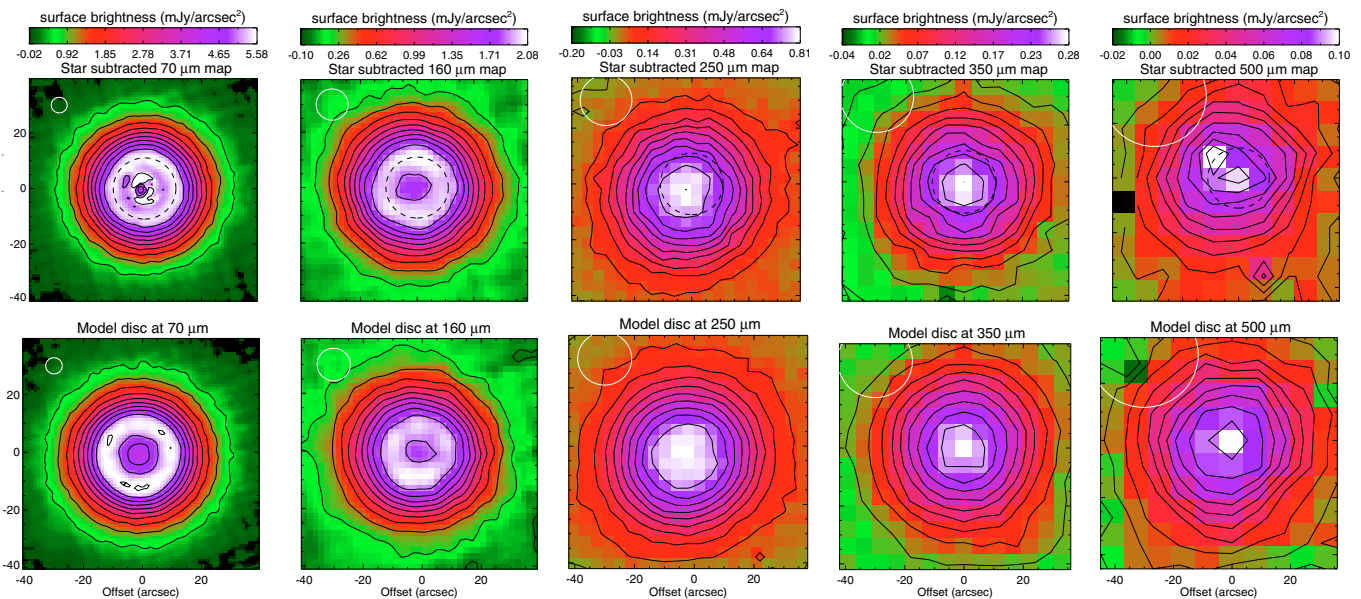 surface brightness (mJy/arcsec²)
-0.02 0.92 1.85 2.78 3.71 4.65 5.58
Star subtracted 70 μm map
surface brightness (mJy/arcsec²)
-0.10 0.26 0.62 0.99 1.35 1.71 2.08
Star subtracted 160 μm map
surface brightness (mJy/arcsec²)
-0.20 -0.03 0.14 0.31 0.48 0.64 0.81
Star subtracted 250 μm map
surface brightness (mJy/arcsec²)
-0.04 0.02 0.07 0.12 0.17 0.23 0.28
Star subtracted 350 μm map
surface brightness (mJy/arcsec²)
-0.02 0.00 0.02 0.04 0.06 0.08 0.10
Star subtracted 500 μm map
20
0
-20
-40
Model disc at 70 μm
Model disc at 160 μm
Model disc at 250 μm
Model disc at 350 μm
Model disc at 500 μm
20
0
-20
-40
-40 -20 0 20
Offset (arcsec)
-40 -20 0 20
Offset (arcsec)
-40 -20 0 20
Offset (arcsec)
-40 -20 0 20
Offset (arcsec)
-40 -20 0 20
Offset (arcsec)